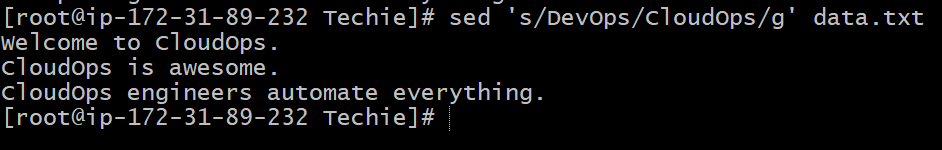 [root@ip-172-31-89-232 Techie]# sed 's/DevOps/CloudOps/g' data.txt
Welcome to CloudOps.
CloudOps is awesome.
CloudOps engineers automate everything.
[root@ip-172-31-89-232 Techie]#